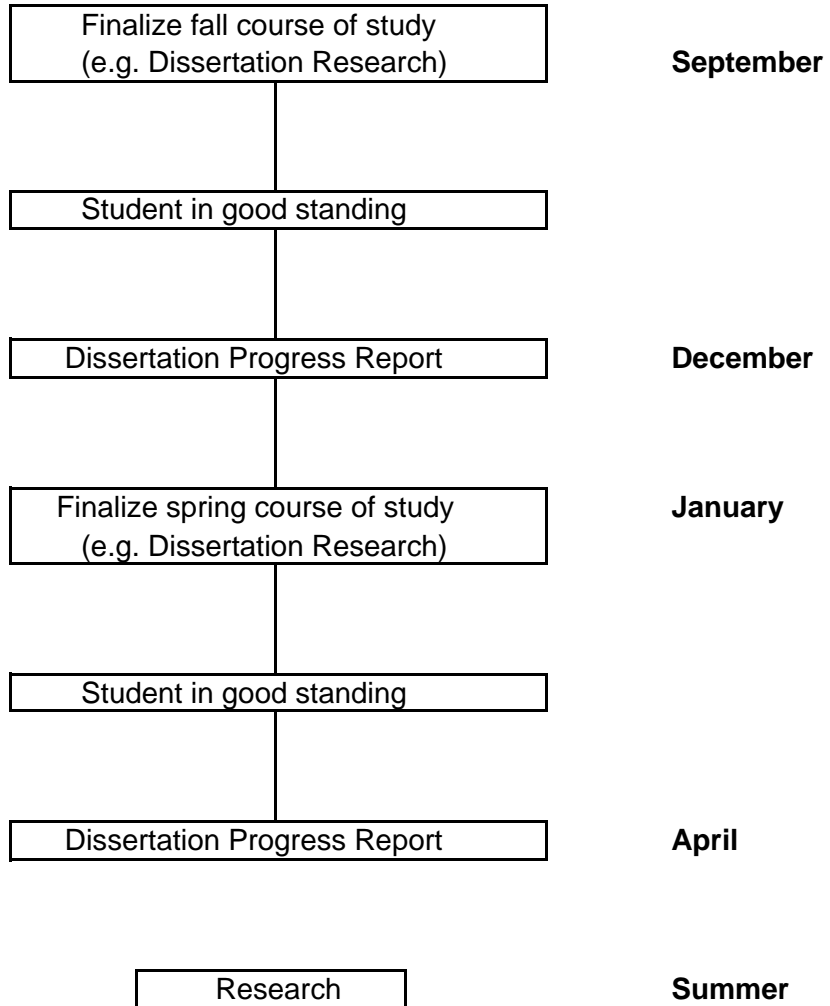 Finalize fall course of study
(e.g. Dissertation Research) September
Student in good standing
Dissertation Progress Report December
Finalize spring course of study January
(e.g. Dissertation Research)
Student in good standing
Dissertation Progress Report April
Research Summer